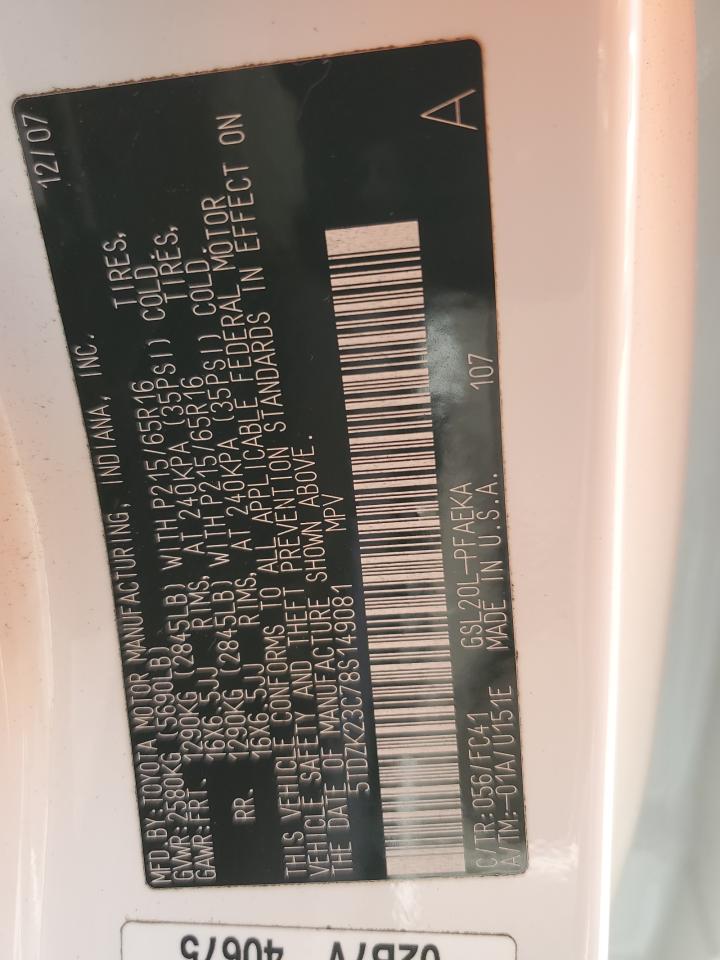 MFD. BY: TOYOTA MOTOR MANUFACTURING, INDIANA, INC. 12/07
GVWR: 2580KG (5690LB)
GAWR: FRT. 1290KG (2845LB) WITH P215/65R16 TIRES,
16X6.5JJ RIMS, AT 240KPA (35PSI) COLD.
RR. 1290KG (2845LB) WITH P215/65R16 TIRES,
16X6.5JJ RIMS, AT 240KPA (35PSI) COLD.
THIS VEHICLE CONFORMS TO ALL APPLICABLE FEDERAL MOTOR
VEHICLE SAFETY AND THEFT PREVENTION STANDARDS IN EFFECT ON
THE DATE OF MANUFACTURE SHOWN ABOVE.
5TDZK23C78S149081 MPV
C/TR:056/FC41 GSL20L-PFAEKA
A/TM:-01A/U151E MADE IN U.S.A. 107 A
02B7V 40675